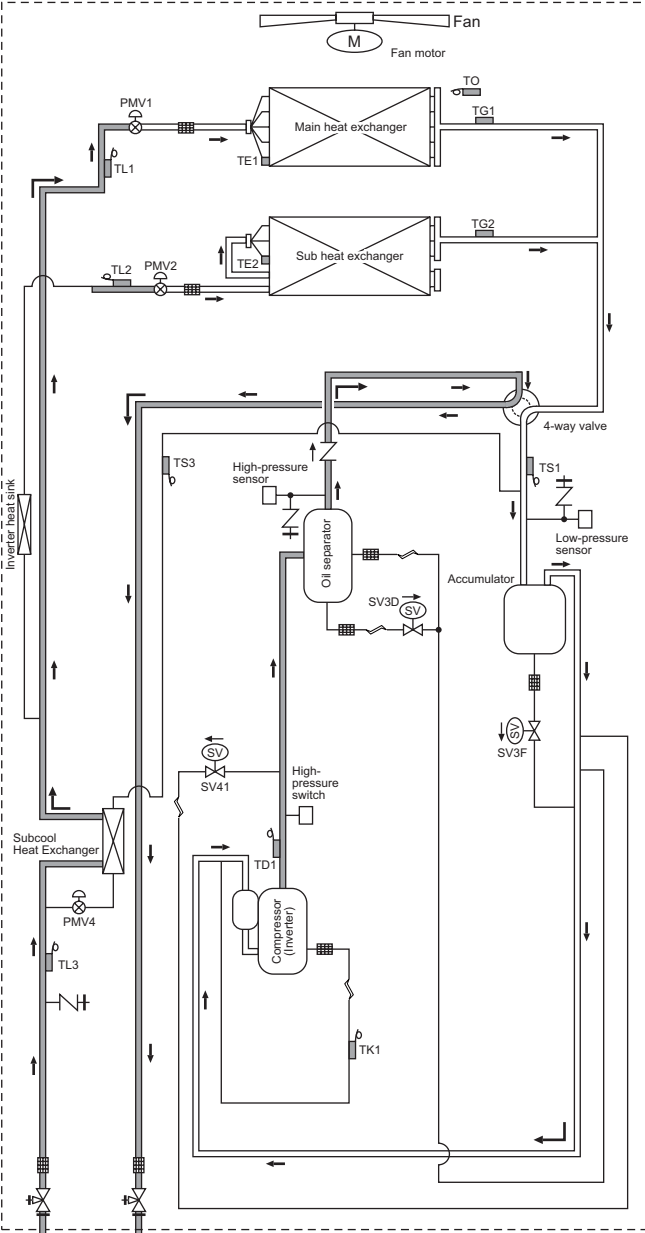 Fan
M
Fan motor
PMV1
TO
TG1
Main heat exchanger
TE1
TL1
TG2
Sub heat exchanger
TE2
TL2
PMV2
4-way valve
TS3
TS1
High-pressure
sensor
Low-pressure
sensor
Inverter heat sink
Oil separator
Accumulator
SV3D
SV
SV
SV3F
SV
SV41
High-
pressure
switch
Subcool
Heat Exchanger
TD1
PMV4
Compressor
(Inverter)
TL3
TK1